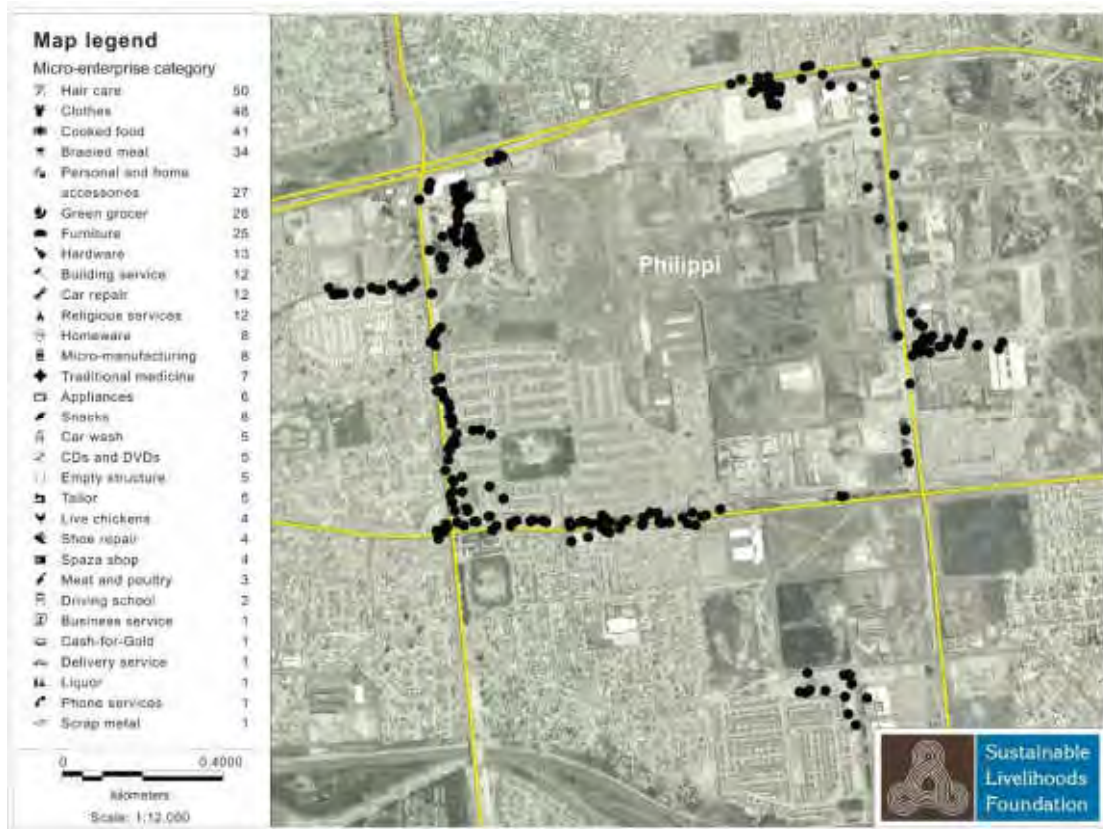 Map legend
Micro-enterprise category
Hair care 50
Clothes 48
Cooked food 41
Braaied meat 34
Personal and home
accessories 27
Green grocer 26
Furniture 25
Hardware 13
Building service 12
Car repair 12
Religious services 12
Homeware 8
Micro-manufacturing 8
Traditional medicine 7
Appliances 6
Snacks 6
Car wash 5
CDs and DVDs 5
Empty structure 5
Tailor 5
Live chickens 4
Shoe repair 4
Spaza shop 4
Meat and poultry 3
Driving school 2
Business service 1
Cash-for-Gold 1
Delivery service 1
Liquor 1
Phone services 1
Scrap metal 1
0 0.4000
kilometers
Scale: 1:12,000
Philippi
Sustainable
Livelihoods
Foundation